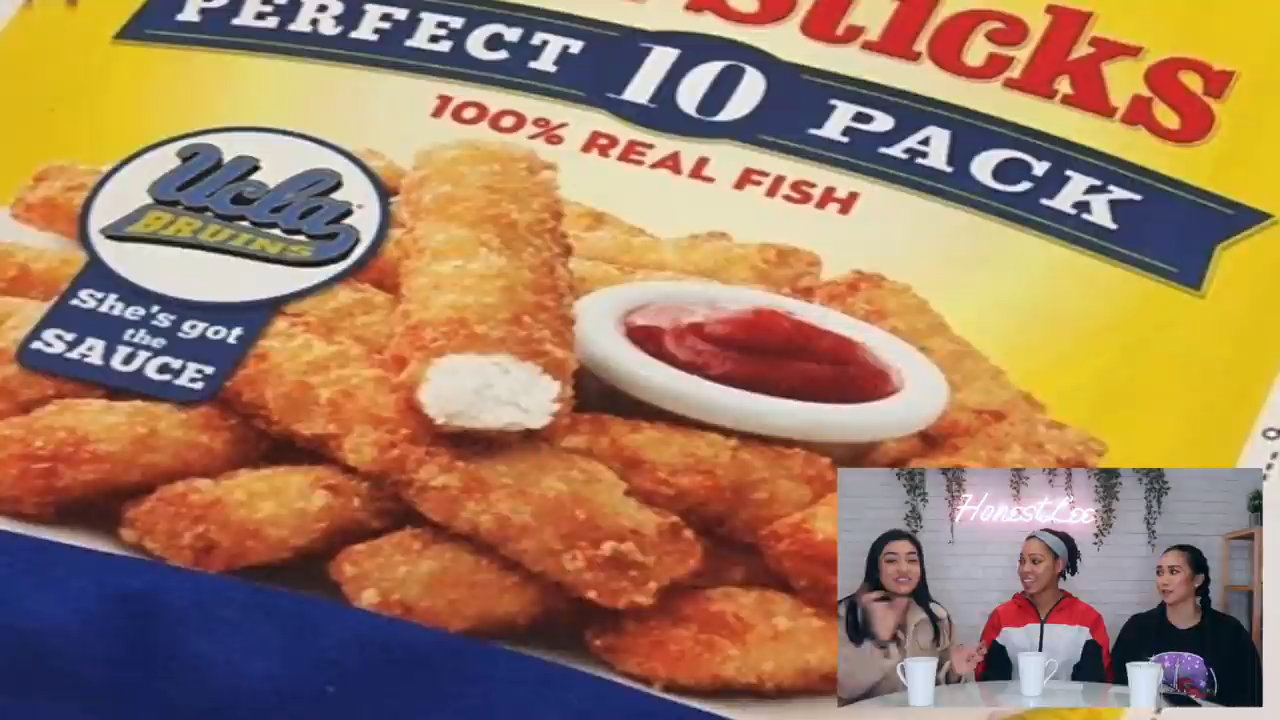 Sticks
PERFECT 10 PACK
100% REAL FISH
Ucla
BRUINS
She's got
the
SAUCE
HonestLee